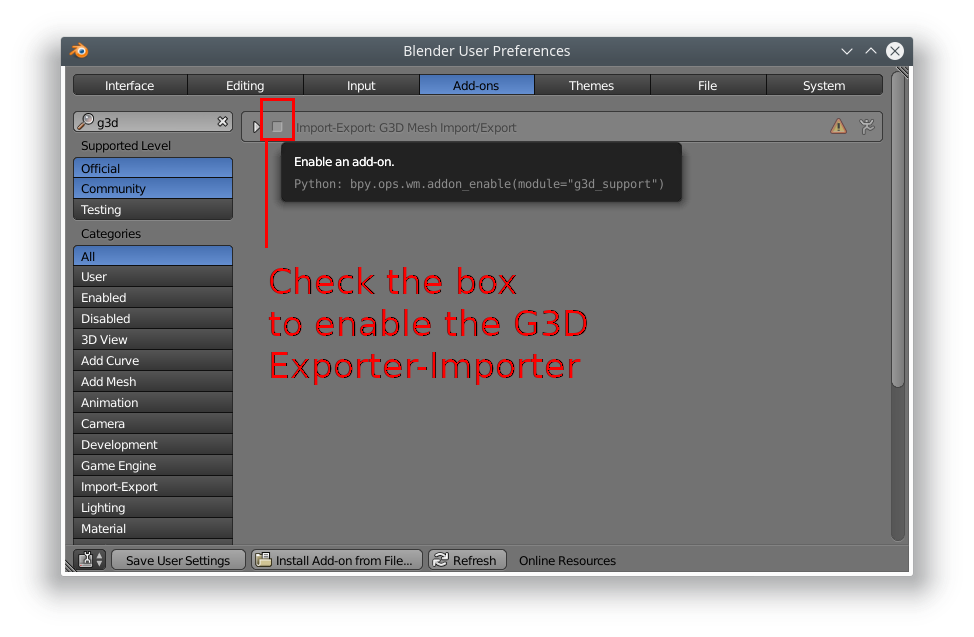 Blender User Preferences
Interface
Editing
Input
Add-ons
Themes
File
System
g3d
Supported Level
Official
Community
Testing
Categories
All
User
Enabled
Disabled
3D View
Add Curve
Add Mesh
Animation
Camera
Development
Game Engine
Import-Export
Lighting
Material
Import-Export: G3D Mesh Import/Export
Enable an add-on.
Python: bpy.ops.wm.addon_enable(module="g3d_support")
Check the box
to enable the G3D
Exporter-Importer
Save User Settings
Install Add-on from File...
Refresh
Online Resources